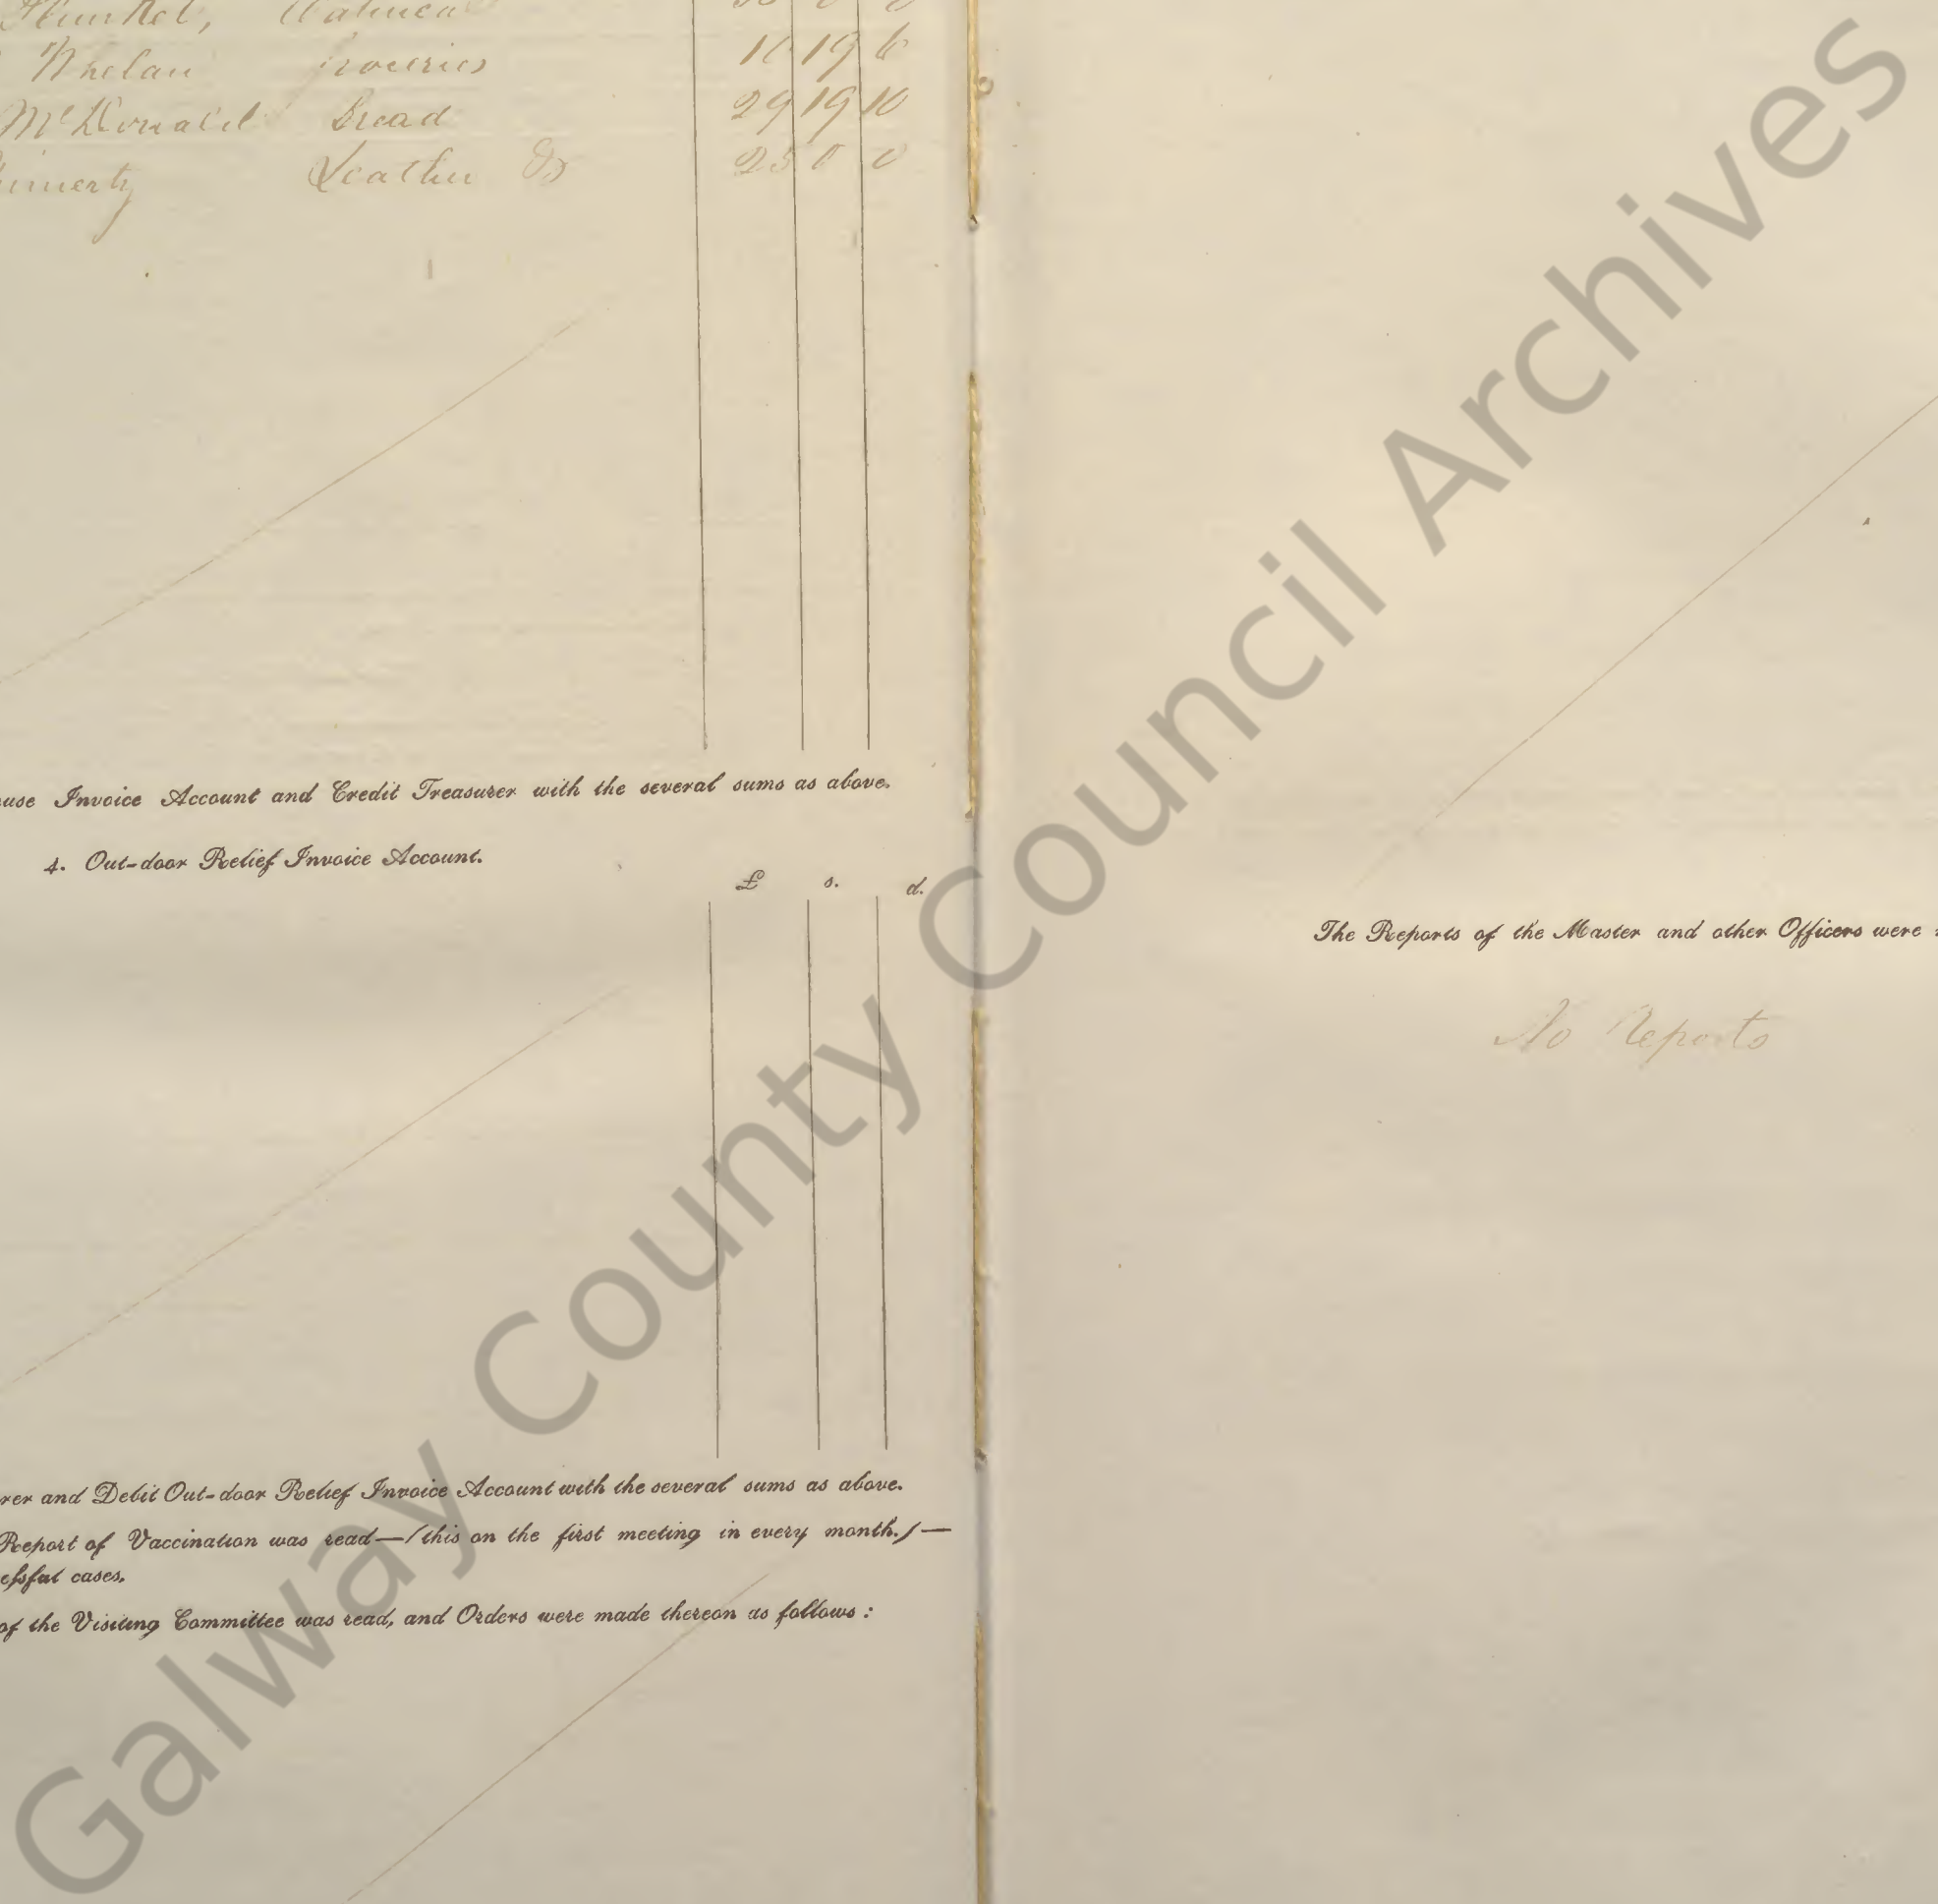 Whelan Groceries 16 19 6
McDonald Bread 29 19 10
Leather &c 25 0 0
use Invoice Account and Credit Treasurer with the several sums as above.
4. Out-door Relief Invoice Account.
£ s. d.
rer and Debit Out-door Relief Invoice Account with the several sums as above.
Report of Vaccination was read—(this on the first meeting in every month.)—
essful cases.
of the Visiting Committee was read, and Orders were made thereon as follows:
The Reports of the Master and other Officers were
No Reports
Galway County Council Archives